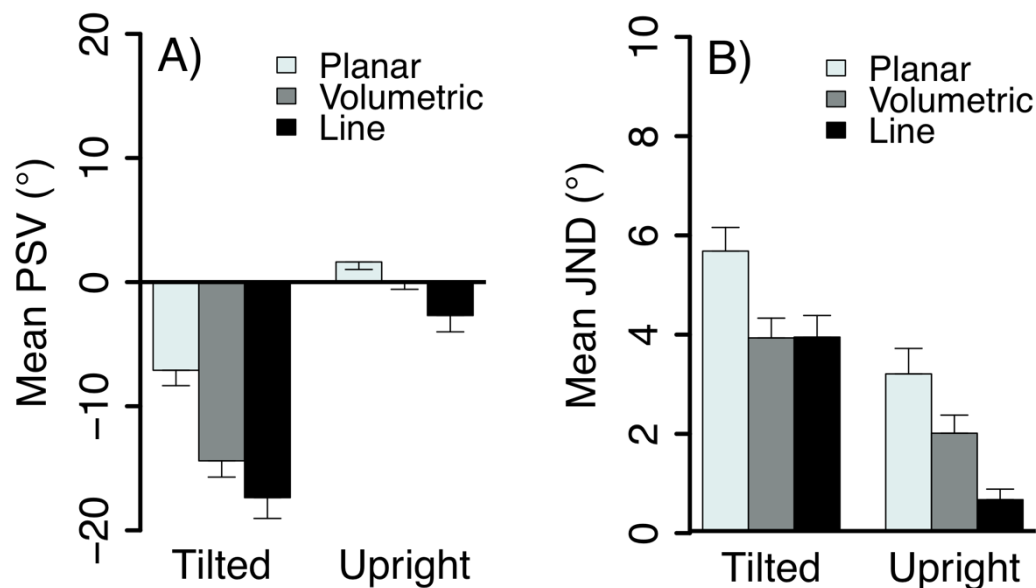 A)
Planar
Volumetric
Line
Mean PSV (°)
20
10
0
−10
−20
Tilted Upright
B)
Planar
Volumetric
Line
Mean JND (°)
10
8
6
4
2
0
Tilted Upright